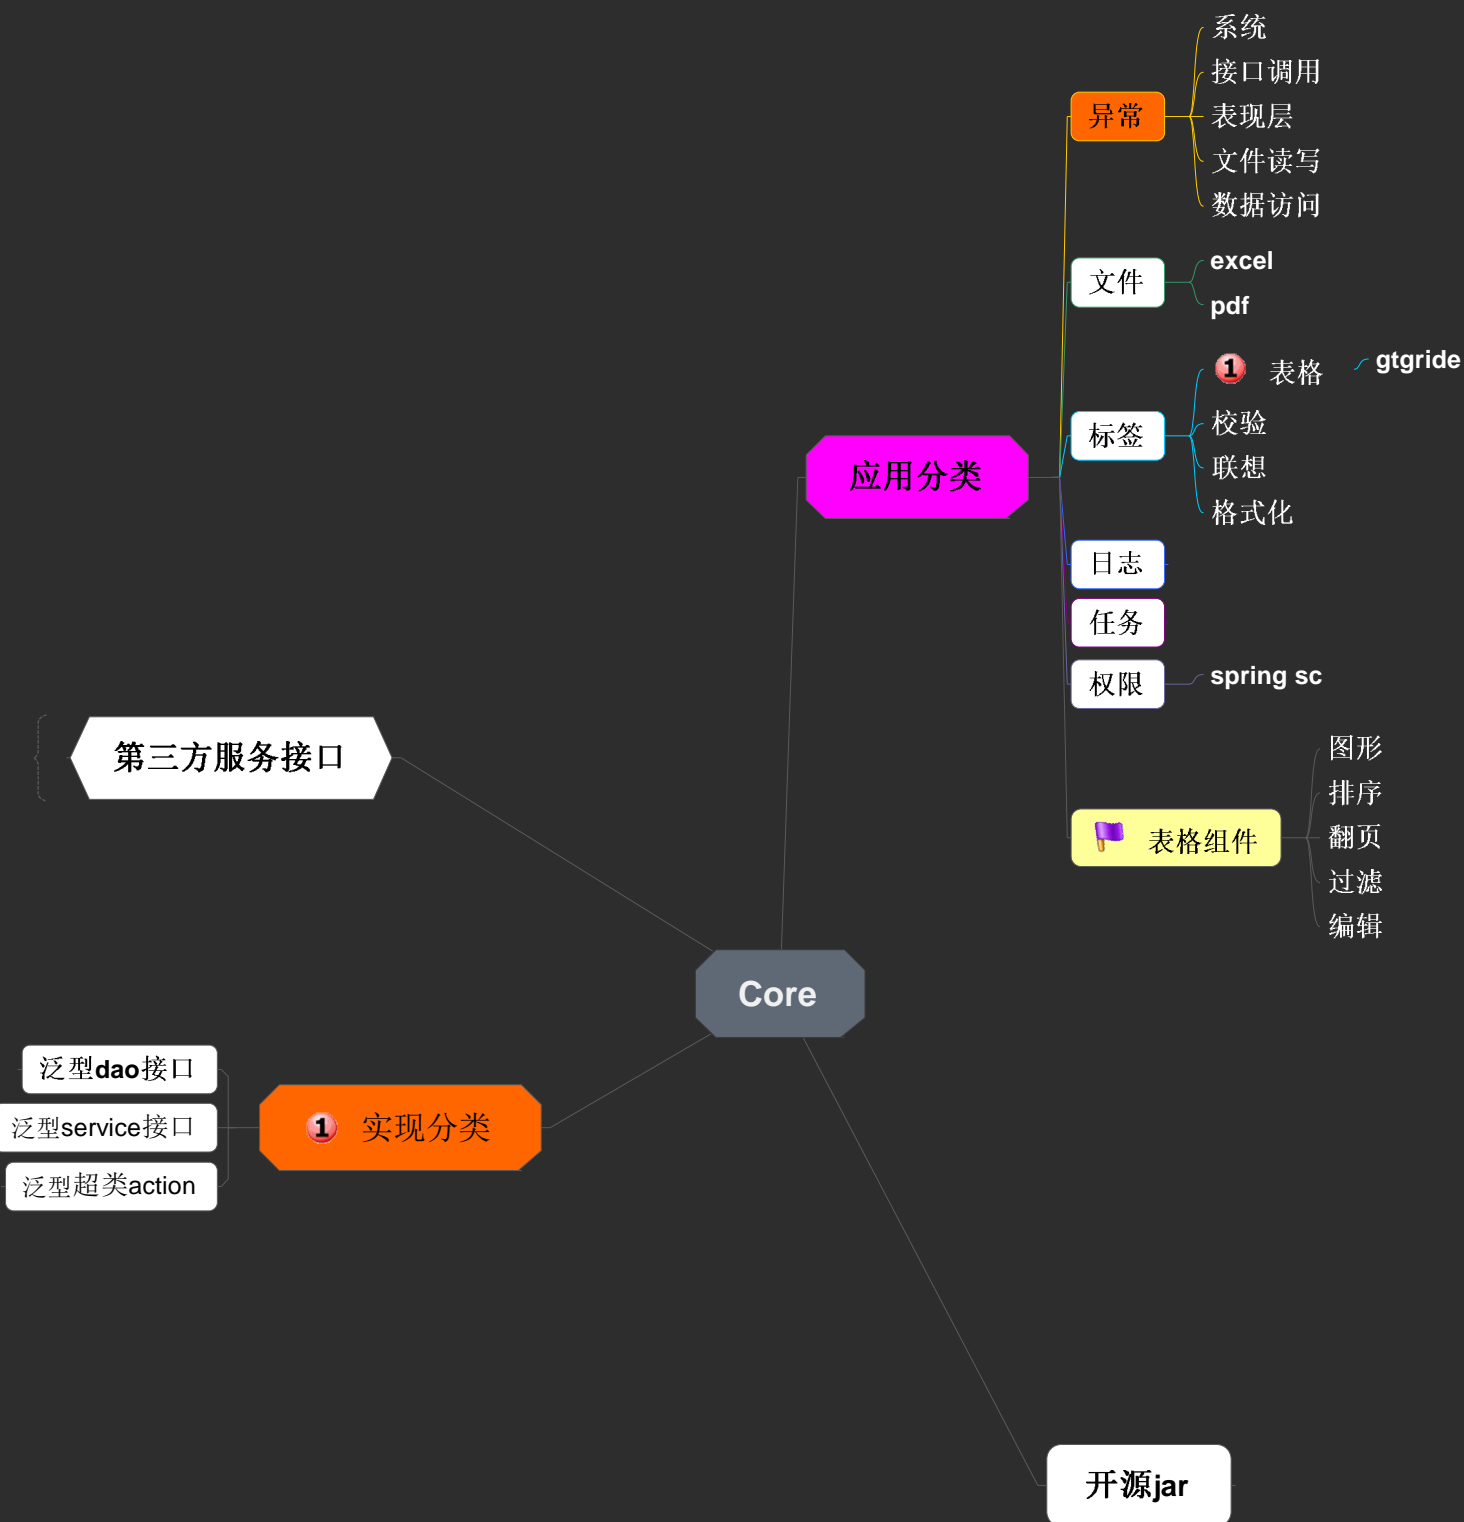 系统
接口调用
异常
表现层
文件读写
数据访问
excel
文件
pdf
表格
gtgride
校验
标签
联想
格式化
应用分类
日志
任务
权限
spring sc
第三方服务接口
图形
排序
翻页
表格组件
过滤
编辑
Core
泛型dao接口
泛型service接口
1 实现分类
泛型超类action
开源jar